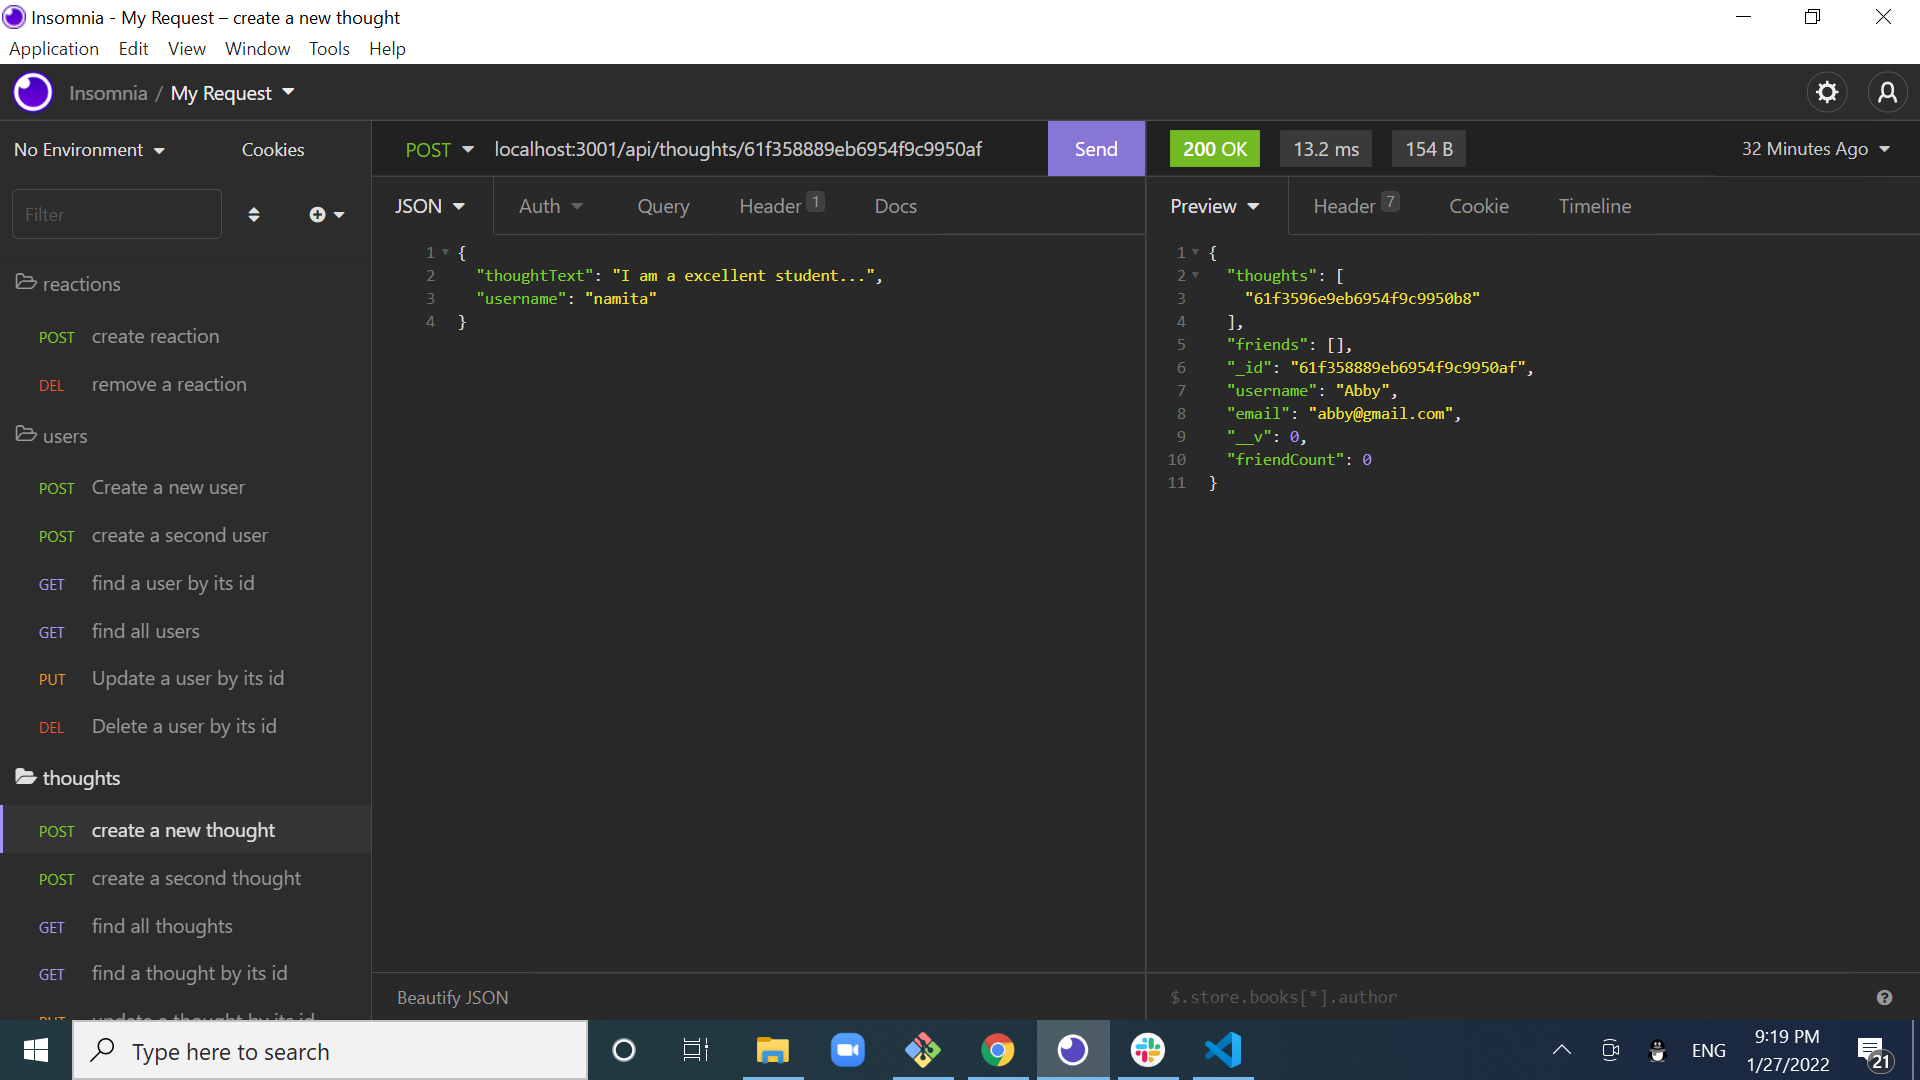 Insomnia - My Request – create a new thought
Application Edit View Window Tools Help
Insomnia / My Request
No Environment Cookies
Filter
reactions
POST create reaction
DEL remove a reaction
users
POST Create a new user
POST create a second user
GET find a user by its id
GET find all users
PUT Update a user by its id
DEL Delete a user by its id
thoughts
POST create a new thought
POST create a second thought
GET find all thoughts
GET find a thought by its id
PUT update a thought by its id
POST localhost:3001/api/thoughts/61f358889eb6954f9c9950af Send
JSON Auth Query Header 1 Docs
1 {
2 "thoughtText": "I am a excellent student...",
3 "username": "namita"
4 }
Beautify JSON
200 OK 13.2 ms 154 B 32 Minutes Ago
Preview Header 7 Cookie Timeline
1 {
2 "thoughts": [
3 "61f3596e9eb6954f9c9950b8"
4 ],
5 "friends": [],
6 "_id": "61f358889eb6954f9c9950af",
7 "username": "Abby",
8 "email": "abby@gmail.com",
9 "__v": 0,
10 "friendCount": 0
11 }
$.store.books[*].author
Type here to search
ENG
9:19 PM
1/27/2022
21